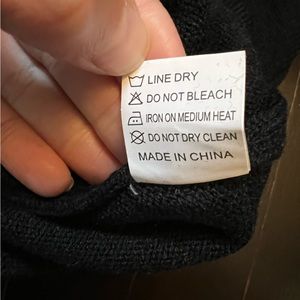 LINE DRY
DO NOT BLEACH
IRON ON MEDIUM HEAT
DO NOT DRY CLEAN
MADE IN CHINA